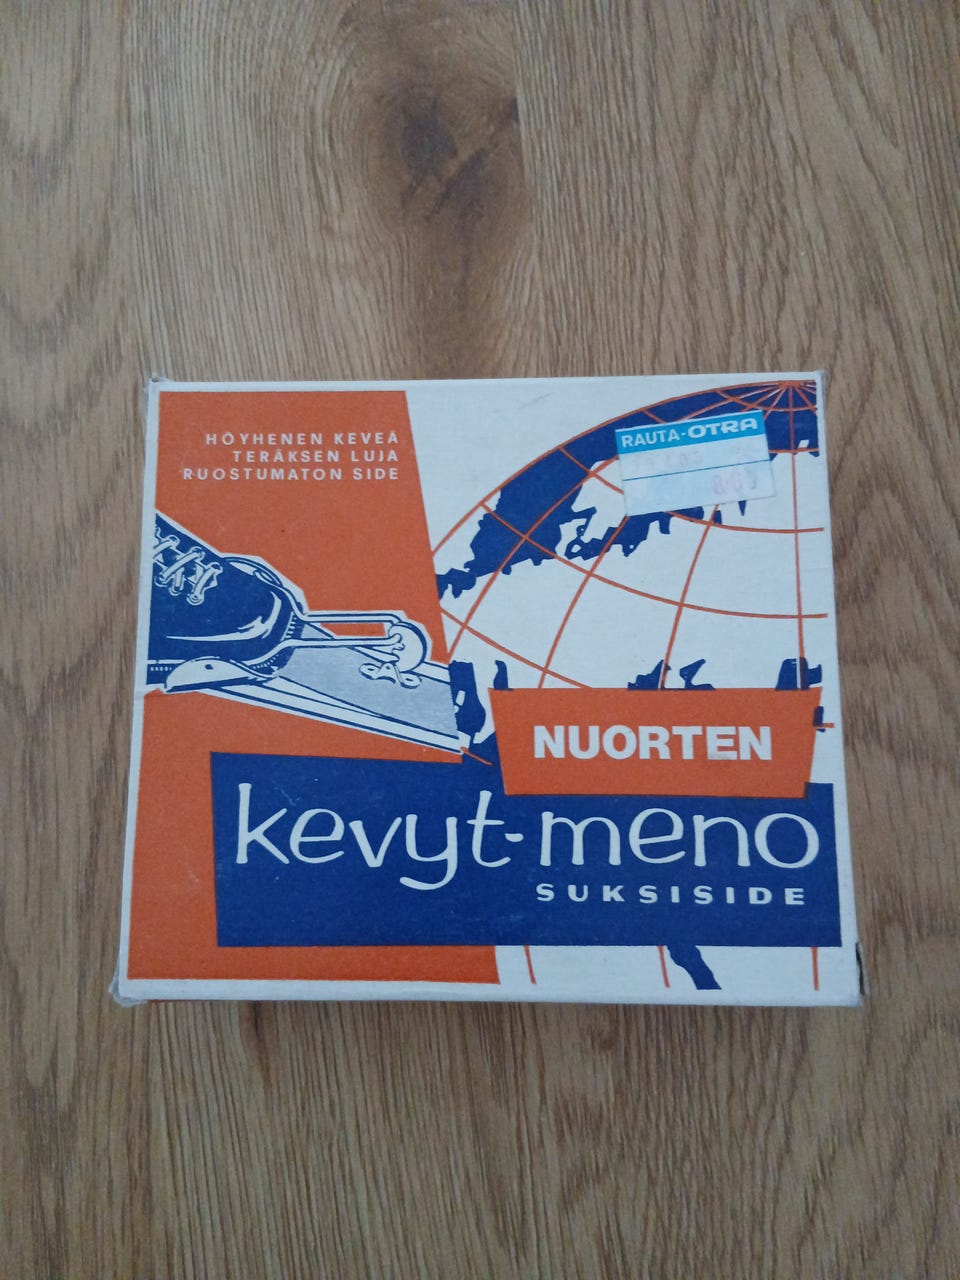 HÖYHENEN KEVEÄ
TERÄKSEN LUJA
RUOSTUMATON SIDE
RAUTA-OTRA
NUORTEN
kevyt-meno
SUKSISIDE